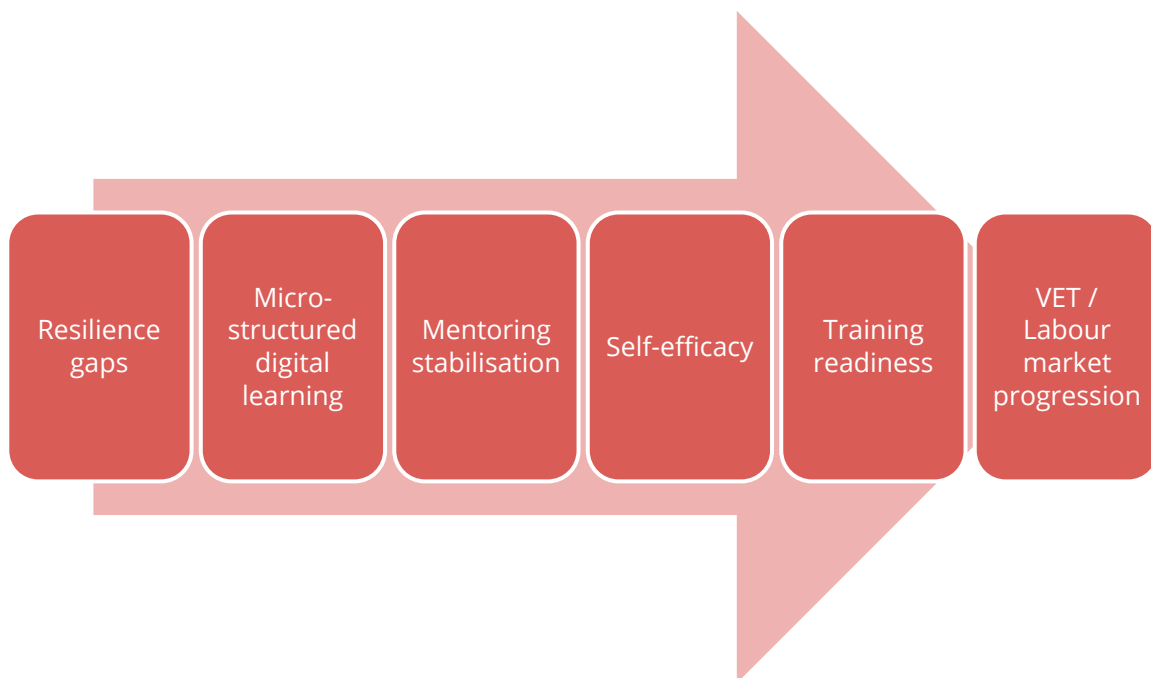 Resilience
gaps
Micro-
structured
digital
learning
Mentoring
stabilisation
Self-efficacy
Training
readiness
VET /
Labour
market
progression